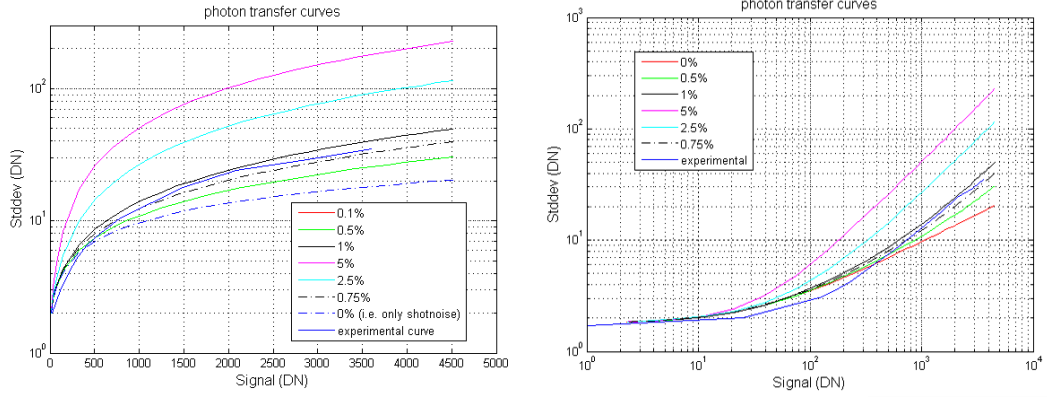 photon transfer curves
Stddev (DN)
10^2
10^1
10^0
0.1%
0.5%
1%
5%
2.5%
0.75%
0% (i.e. only shotnoise)
experimental curve
0 500 1000 1500 2000 2500 3000 3500 4000 4500 5000
Signal (DN)
photon transfer curves
Stddev (DN)
10^3
10^2
10^1
10^0
0%
0.5%
1%
5%
2.5%
0.75%
experimental
10^0 10^1 10^2 10^3 10^4
Signal (DN)